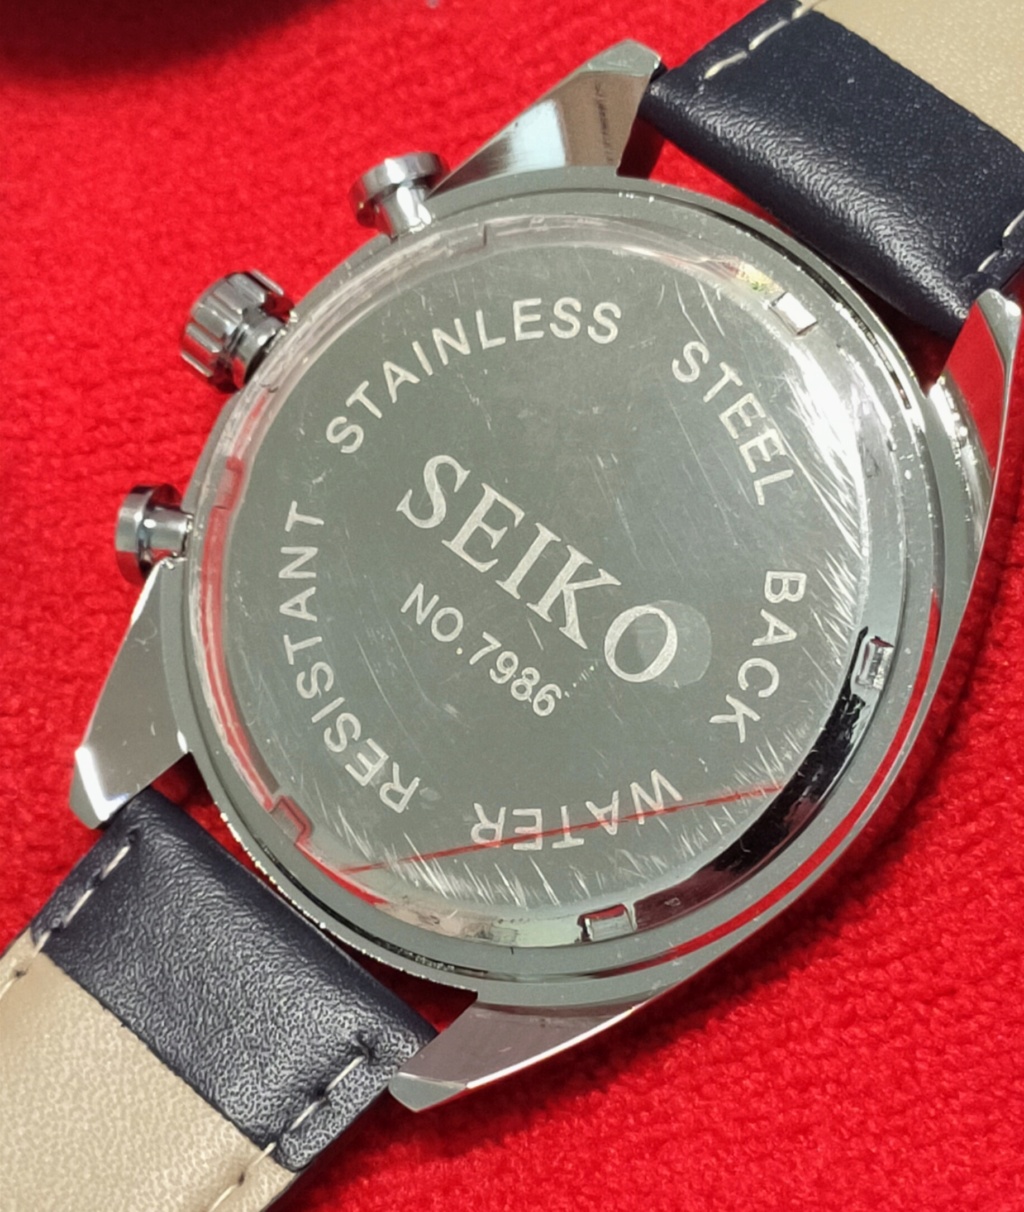 STAINLESS STEEL BACK WATER RESISTANT
SEIKO
NO.7986